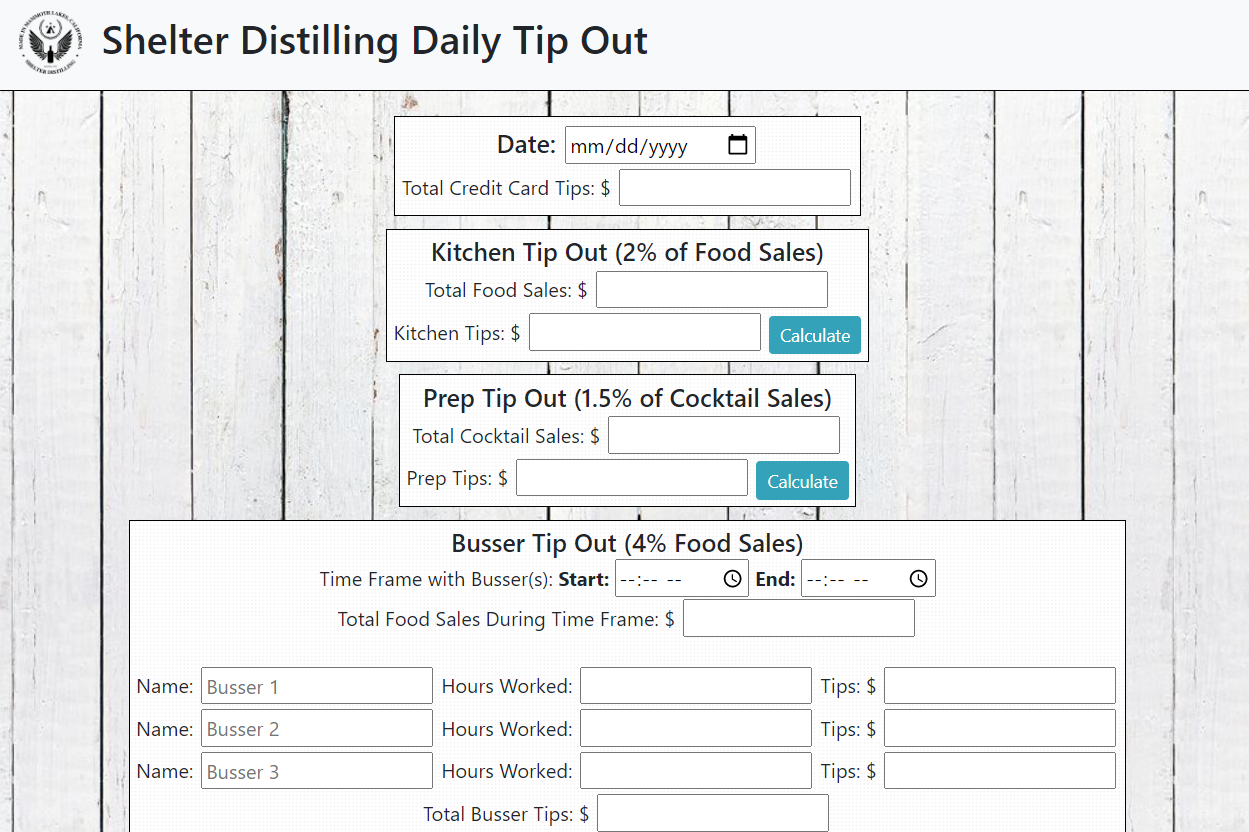 MADE IN MAMMOTH LAKES, CALIFORNIA
SHELTER DISTILLING
Shelter Distilling Daily Tip Out
Date: mm/dd/yyyy
Total Credit Card Tips: $
Kitchen Tip Out (2% of Food Sales)
Total Food Sales: $
Kitchen Tips: $ Calculate
Prep Tip Out (1.5% of Cocktail Sales)
Total Cocktail Sales: $
Prep Tips: $ Calculate
Busser Tip Out (4% Food Sales)
Time Frame with Busser(s): Start: --:-- -- End: --:-- --
Total Food Sales During Time Frame: $
Name: Busser 1 Hours Worked: Tips: $
Name: Busser 2 Hours Worked: Tips: $
Name: Busser 3 Hours Worked: Tips: $
Total Busser Tips: $